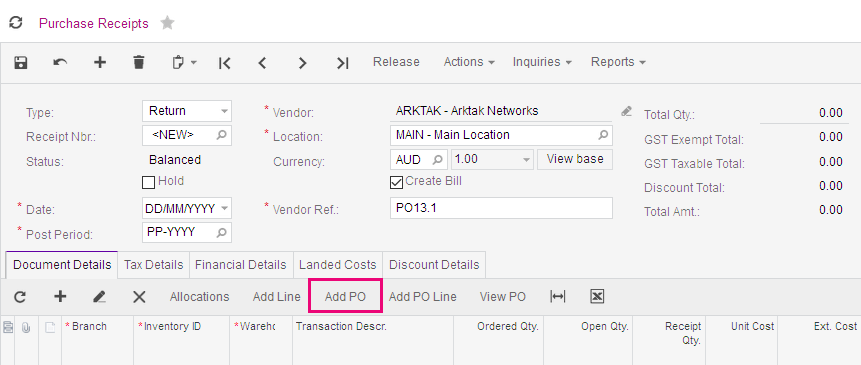 Purchase Receipts
Release Actions Inquiries Reports
Type: Return * Vendor: ARKTAK - Arktak Networks Total Qty.: 0.00
Receipt Nbr.: <NEW> * Location: MAIN - Main Location GST Exempt Total: 0.00
Status: Balanced Currency: AUD 1.00 View base GST Taxable Total: 0.00
Hold Create Bill Discount Total: 0.00
* Date: DD/MM/YYYY * Vendor Ref.: PO13.1 Total Amt.: 0.00
* Post Period: PP-YYYY
Document Details Tax Details Financial Details Landed Costs Discount Details
Allocations Add Line Add PO Add PO Line View PO
* Branch * Inventory ID * Wareho Transaction Descr. Ordered Qty. Open Qty. Receipt Qty. Unit Cost Ext. Cost